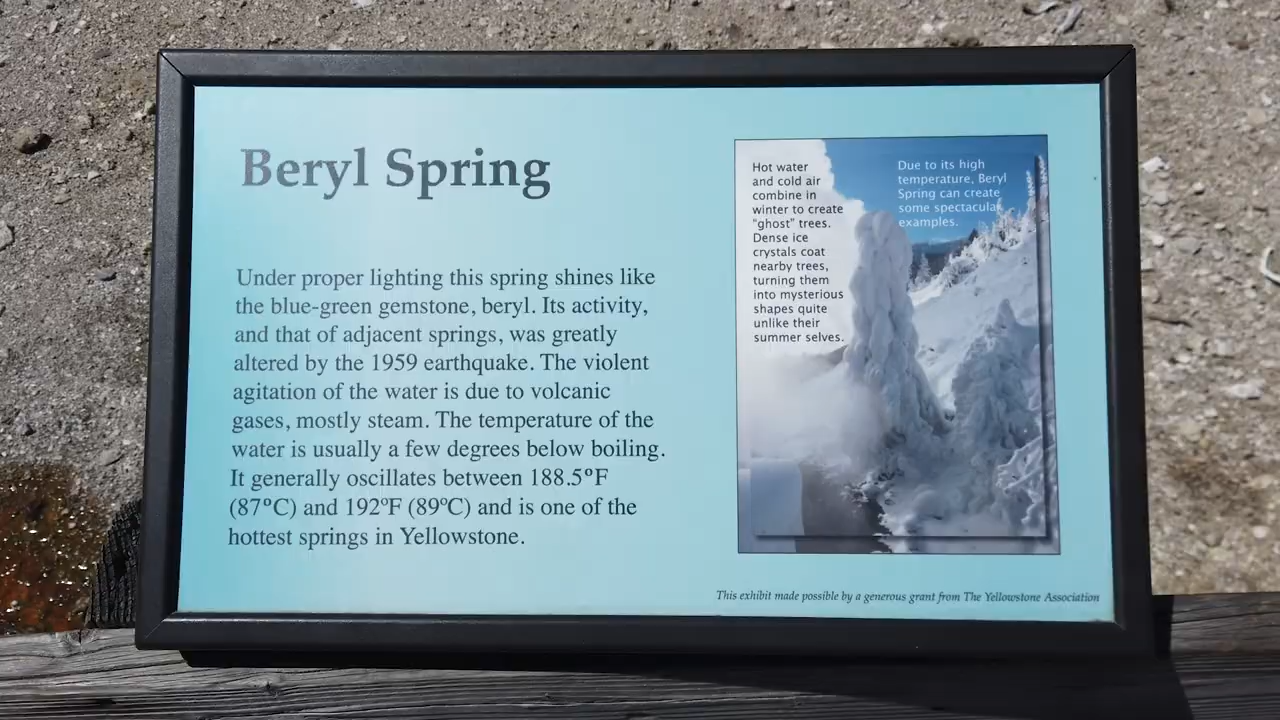 Beryl Spring
Under proper lighting this spring shines like
the blue-green gemstone, beryl. Its activity,
and that of adjacent springs, was greatly
altered by the 1959 earthquake. The violent
agitation of the water is due to volcanic
gases, mostly steam. The temperature of the
water is usually a few degrees below boiling.
It generally oscillates between 188.5ºF
(87ºC) and 192ºF (89ºC) and is one of the
hottest springs in Yellowstone.
Hot water
and cold air
combine in
winter to create
"ghost" trees.
Dense ice
crystals coat
nearby trees,
turning them
into mysterious
shapes quite
unlike their
summer selves.
Due to its high
temperature, Beryl
Spring can create
some spectacular
examples.
This exhibit made possible by a generous grant from The Yellowstone Association